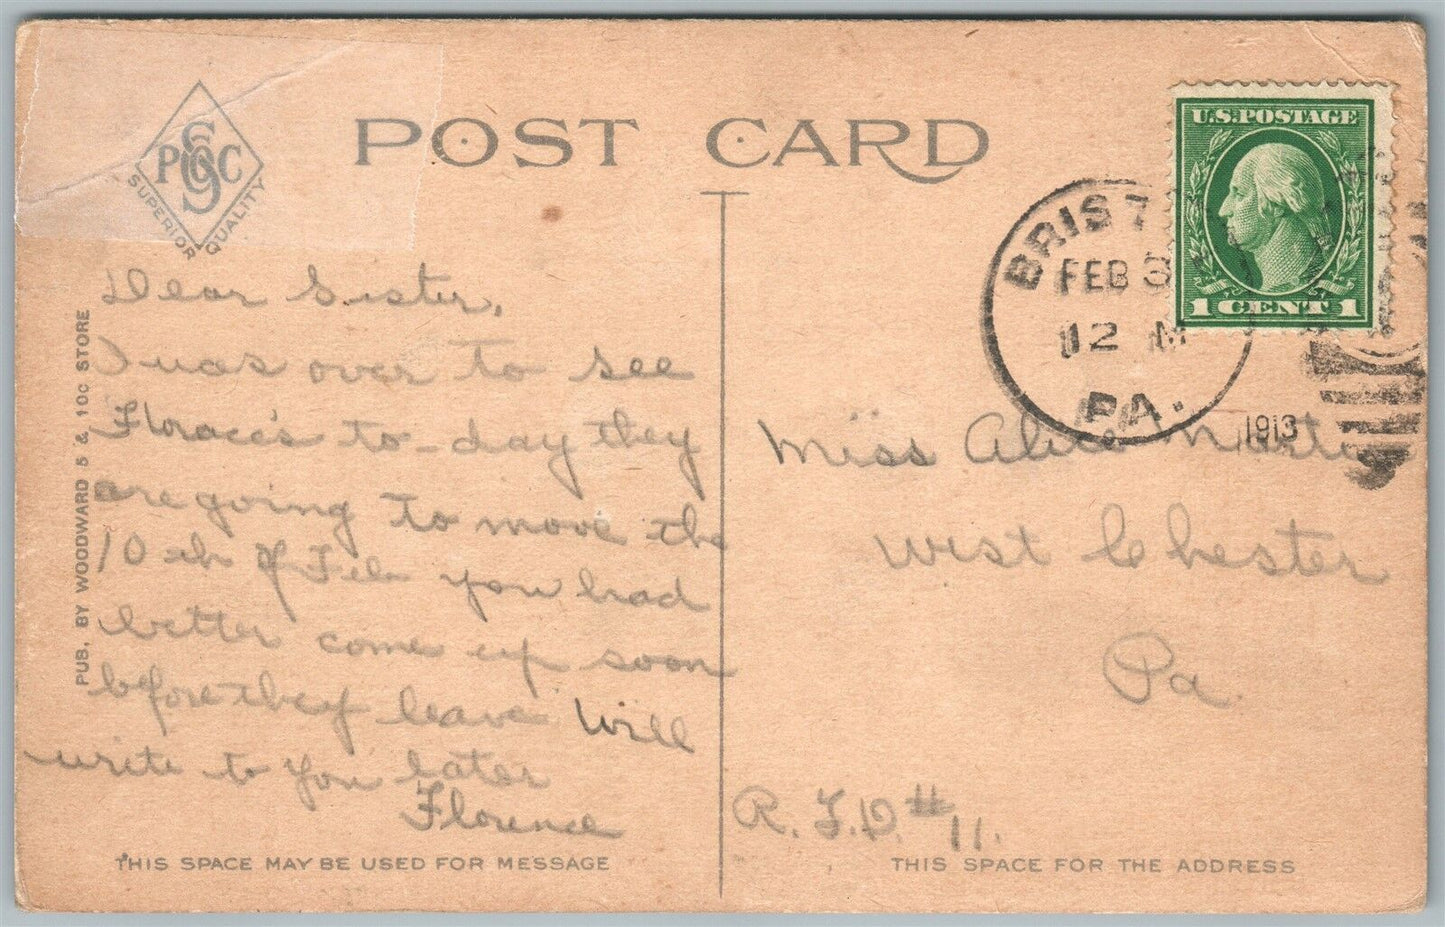 POST CARD
PCSC
SUPERIOR QUALITY
PUB. BY WOODWARD 5 & 10c STORE
Dear Sister,
I was over to see
Florace's to-day they
are going to move the
10 th of Feb you had
better come up soon
before they leave will
write to you later
Florence
THIS SPACE MAY BE USED FOR MESSAGE
U.S. POSTAGE
1 CENT 1
BRIST
FEB 3
12 M
PA.
1913
Miss Alice
West Chester
Pa
R.F.D. #11.
THIS SPACE FOR THE ADDRESS